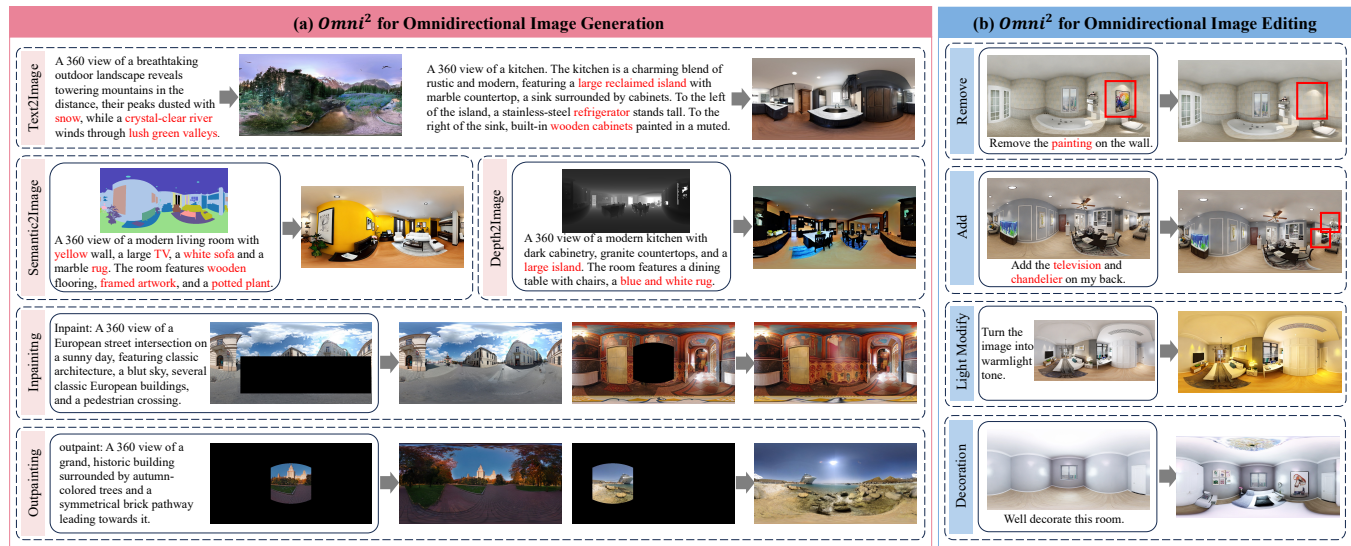 (a) Omni² for Omnidirectional Image Generation
Text2Image
A 360 view of a breathtaking
outdoor landscape reveals
towering mountains in the
distance, their peaks dusted with
snow, while a crystal-clear river
winds through lush green valleys.
A 360 view of a kitchen. The kitchen is a charming blend of
rustic and modern, featuring a large reclaimed island with
marble countertop, a sink surrounded by cabinets. To the left
of the island, a stainless-steel refrigerator stands tall. To the
right of the sink, built-in wooden cabinets painted in a muted.
Semantic2Image
A 360 view of a modern living room with
yellow wall, a large TV, a white sofa and a
marble rug. The room features wooden
flooring, framed artwork, and a potted plant.
Depth2Image
A 360 view of a modern kitchen with
dark cabinetry, granite countertops, and a
large island. The room features a dining
table with chairs, a blue and white rug.
Inpainitng
Inpaint: A 360 view of a
European street intersection on
a sunny day, featuring classic
architecture, a blut sky, several
classic European buildings,
and a pedestrian crossing.
Outpainting
outpaint: A 360 view of a
grand, historic building
surrounded by autumn-
colored trees and a
symmetrical brick pathway
leading towards it.
(b) Omni² for Omnidirectional Image Editing
Remove
Remove the painting on the wall.
Add
Add the television and
chandelier on my back.
Light Modify
Turn the
image into
warmlight
tone.
Decoration
Well decorate this room.